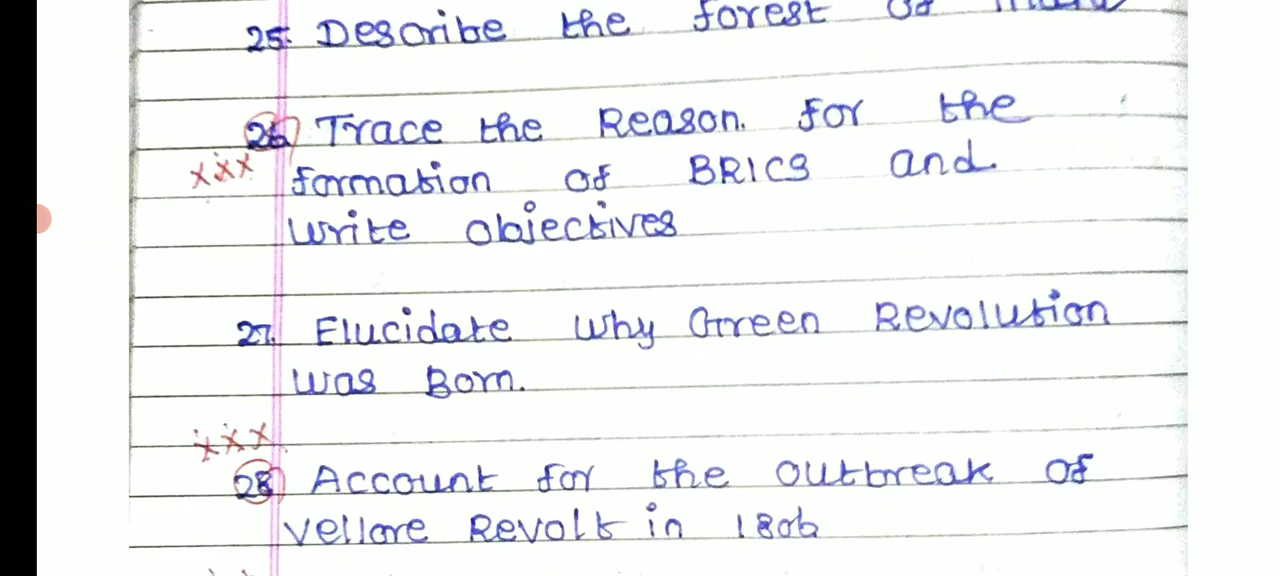 25. Describe the forest of
26. Trace the Reason. for the
xxx formation of BRICS and.
write objectives
27. Elucidate why Green Revolution
was Born.
xxx
28 Account for the outbreak of
vellore Revolt in 1806